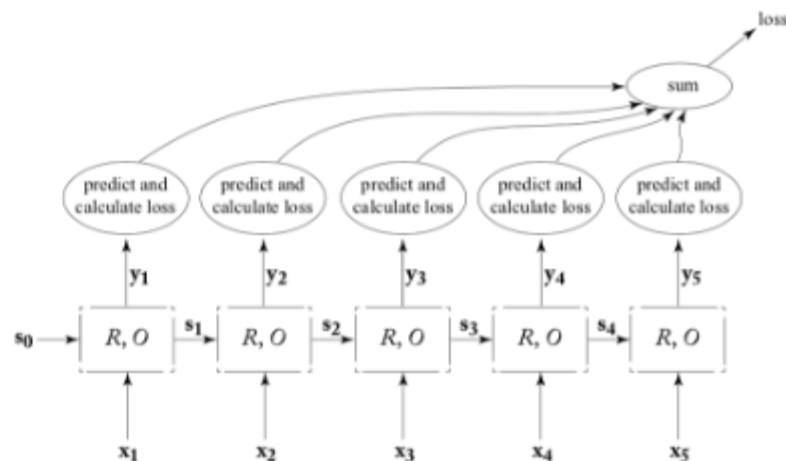 loss
sum
predict and predict and predict and predict and predict and
calculate loss calculate loss calculate loss calculate loss calculate loss
y1 y2 y3 y4 y5
s0 R, O s1 R, O s2 R, O s3 R, O s4 R, O
x1 x2 x3 x4 x5